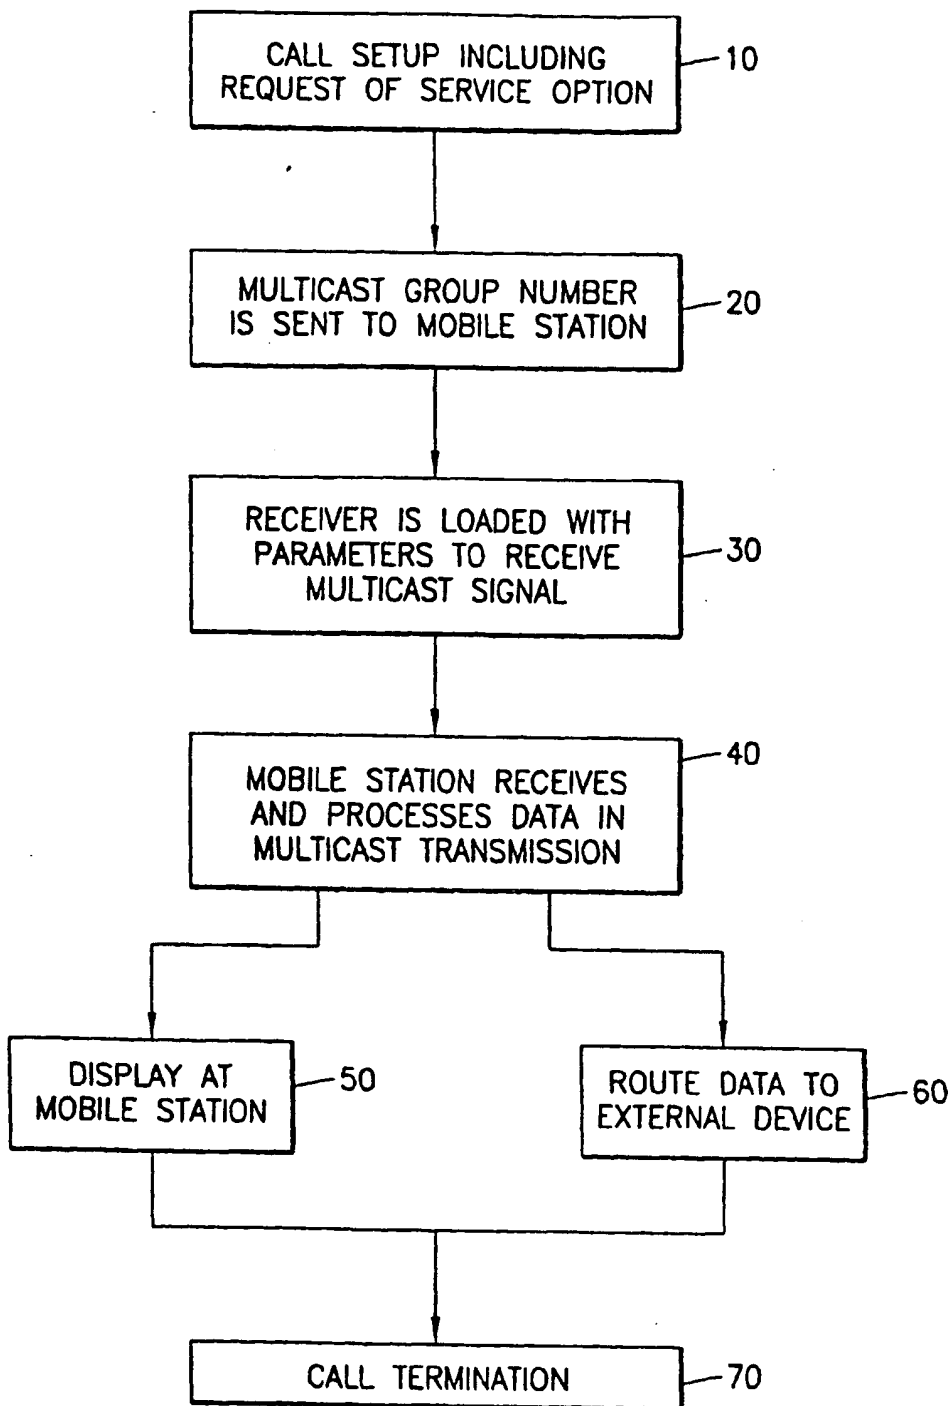 CALL SETUP INCLUDING
REQUEST OF SERVICE OPTION
10
MULTICAST GROUP NUMBER
IS SENT TO MOBILE STATION
20
RECEIVER IS LOADED WITH
PARAMETERS TO RECEIVE
MULTICAST SIGNAL
30
MOBILE STATION RECEIVES
AND PROCESSES DATA IN
MULTICAST TRANSMISSION
40
DISPLAY AT
MOBILE STATION
50
ROUTE DATA TO
EXTERNAL DEVICE
60
CALL TERMINATION
70